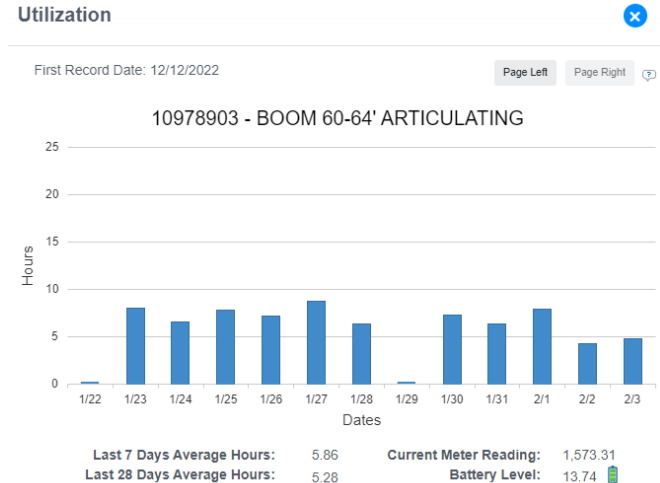 Utilization
First Record Date: 12/12/2022
Page Left
Page Right
10978903 - BOOM 60-64' ARTICULATING
25
20
15
10
5
0
Hours
1/22 1/23 1/24 1/25 1/26 1/27 1/28 1/29 1/30 1/31 2/1 2/2 2/3
Dates
Last 7 Days Average Hours: 5.86 Current Meter Reading: 1,573.31
Last 28 Days Average Hours: 5.28 Battery Level: 13.74